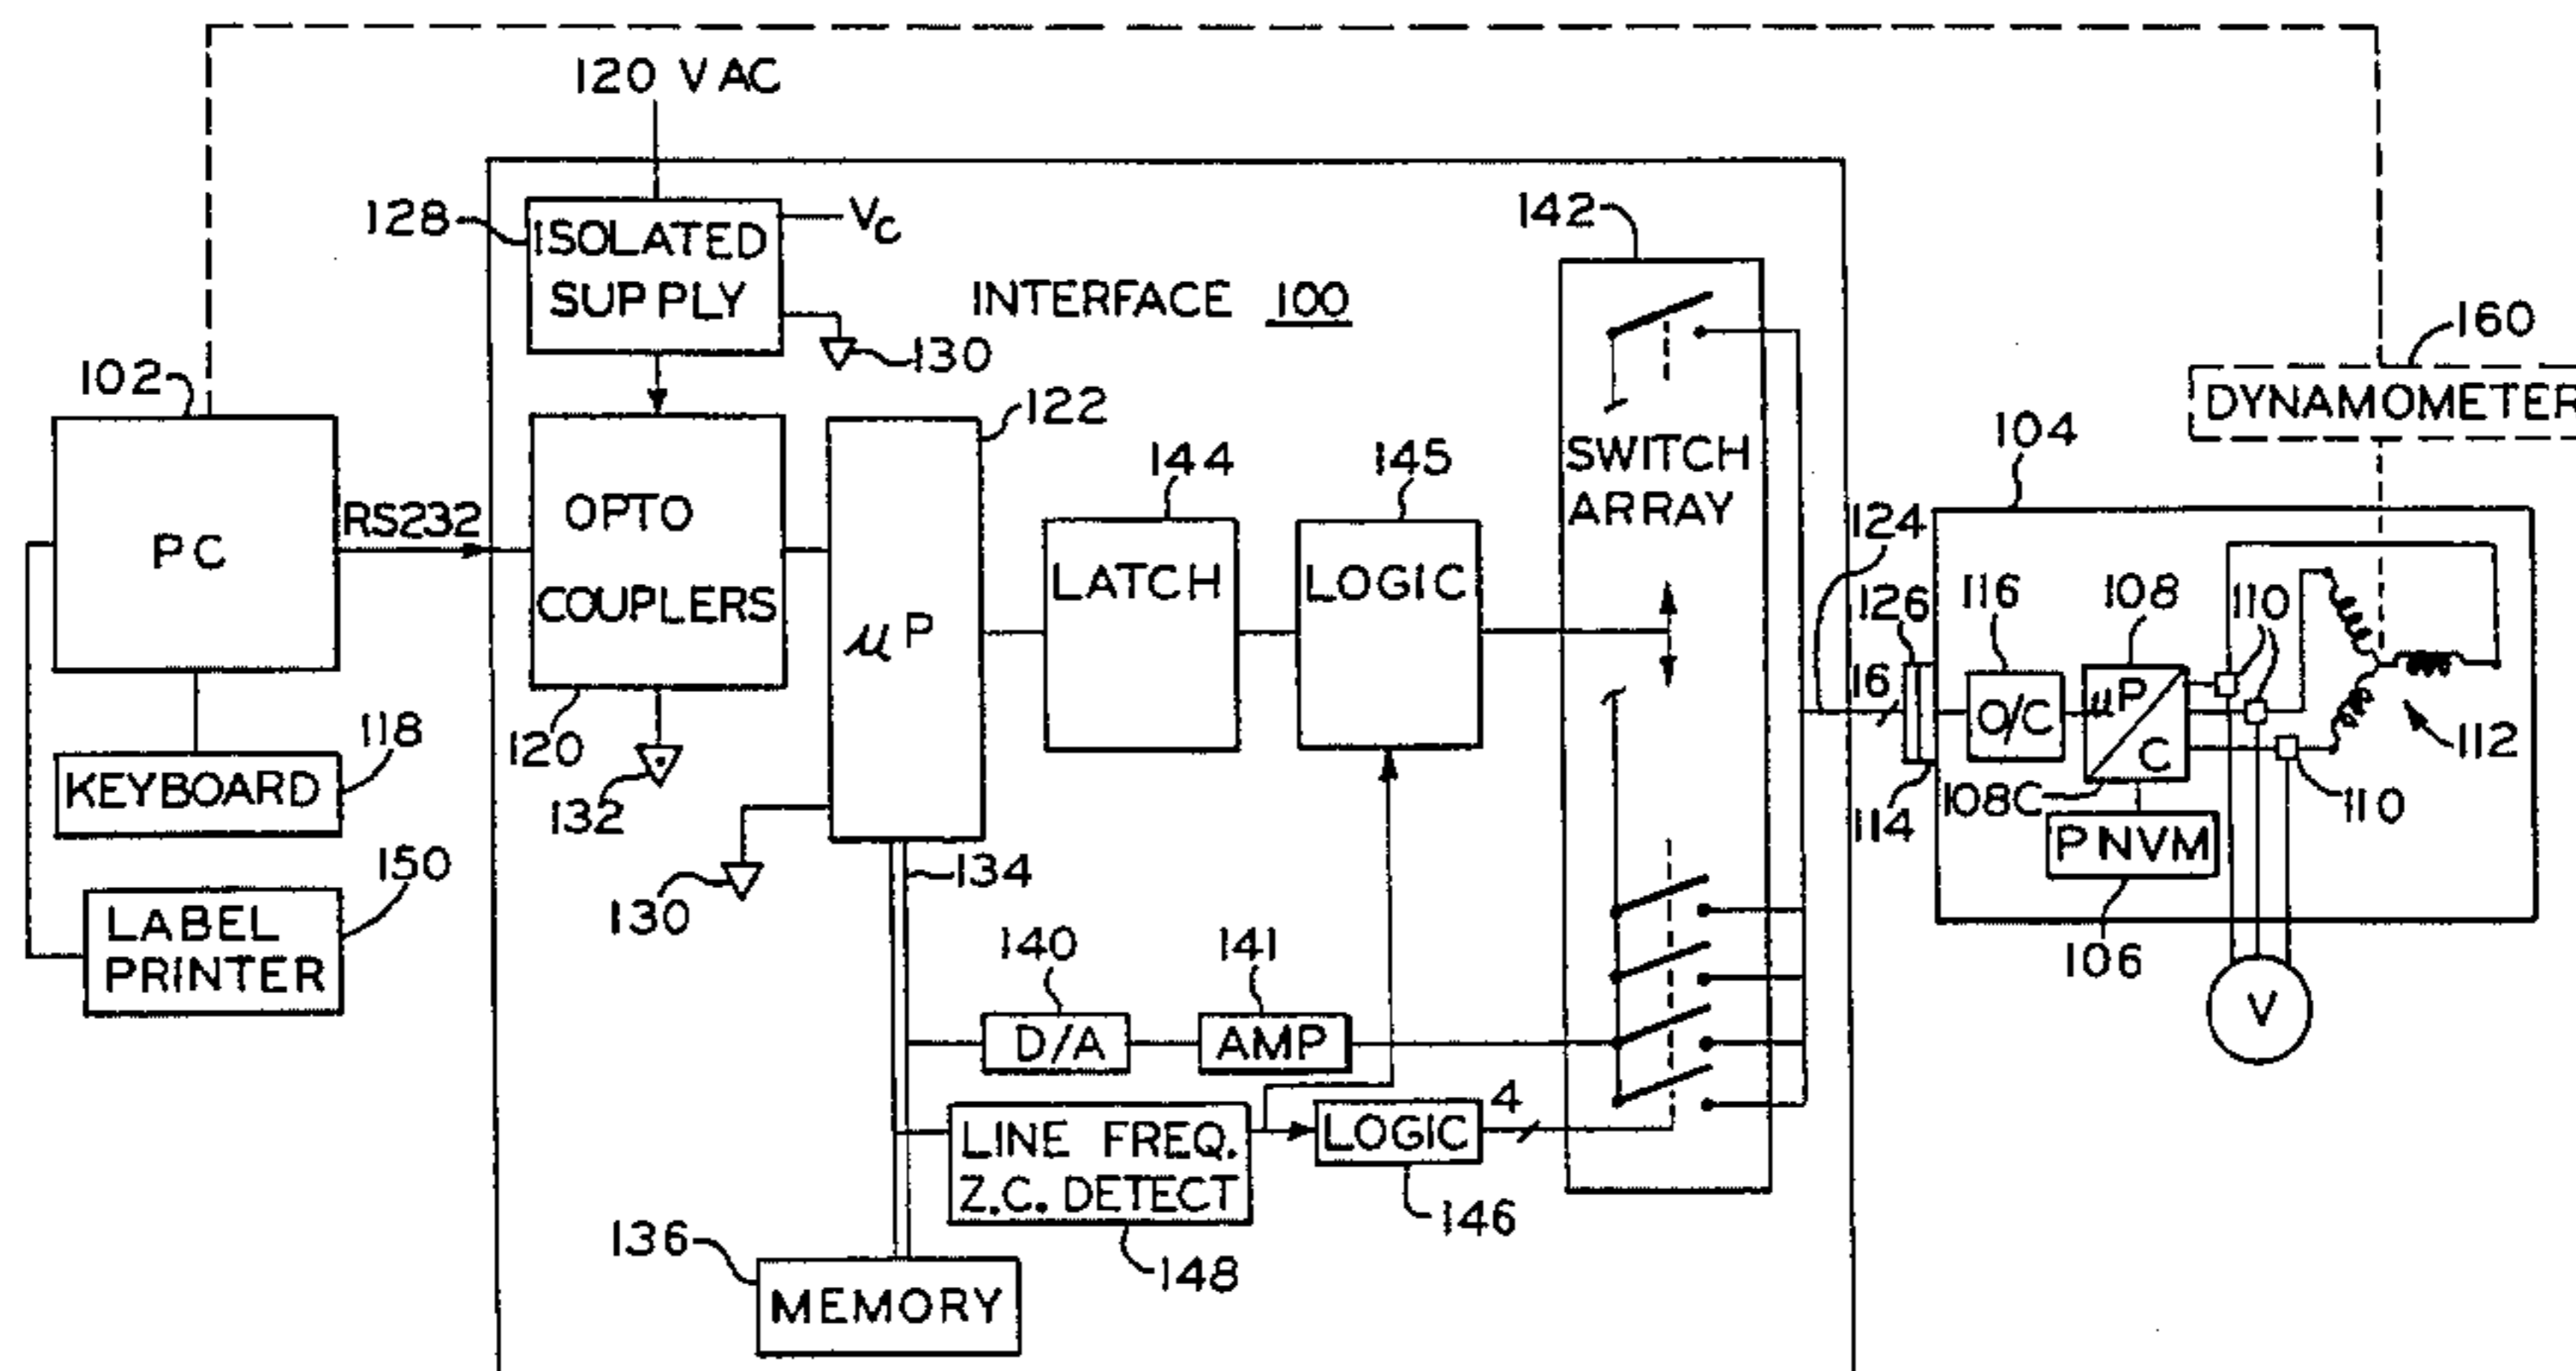 120 VAC
128
ISOLATED
SUPPLY
Vc
INTERFACE 100
130
142
160
DYNAMOMETER
102
PC
RS232
OPTO
COUPLERS
120
132
122
μP
130
134
144
LATCH
145
LOGIC
SWITCH
ARRAY
104
124
126
16
114
116
O/C
108
μP
C
108C
110
110
112
PNVM
106
V
118
KEYBOARD
150
LABEL
PRINTER
140
D/A
141
AMP
LINE FREQ.
Z.C. DETECT
148
LOGIC
4
146
136
MEMORY